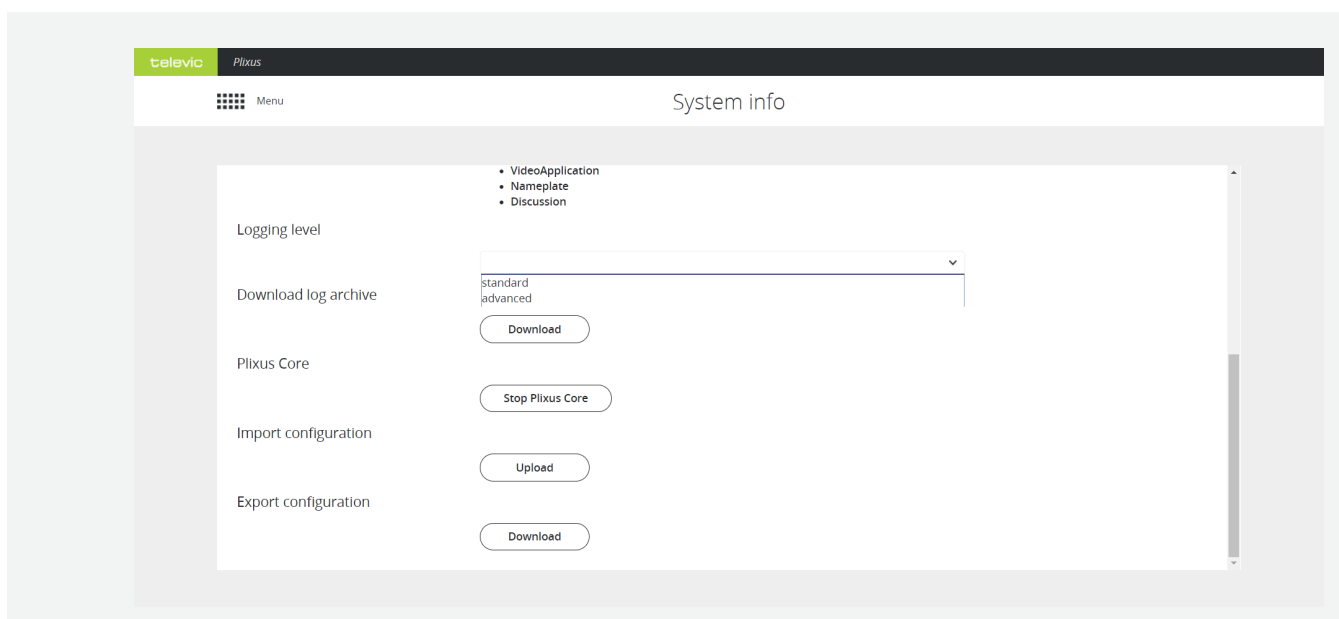 televic Plixus
Menu System info
VideoApplication
Nameplate
Discussion
Logging level
standard
Download log archive
advanced
Download
Plixus Core
Stop Plixus Core
Import configuration
Upload
Export configuration
Download